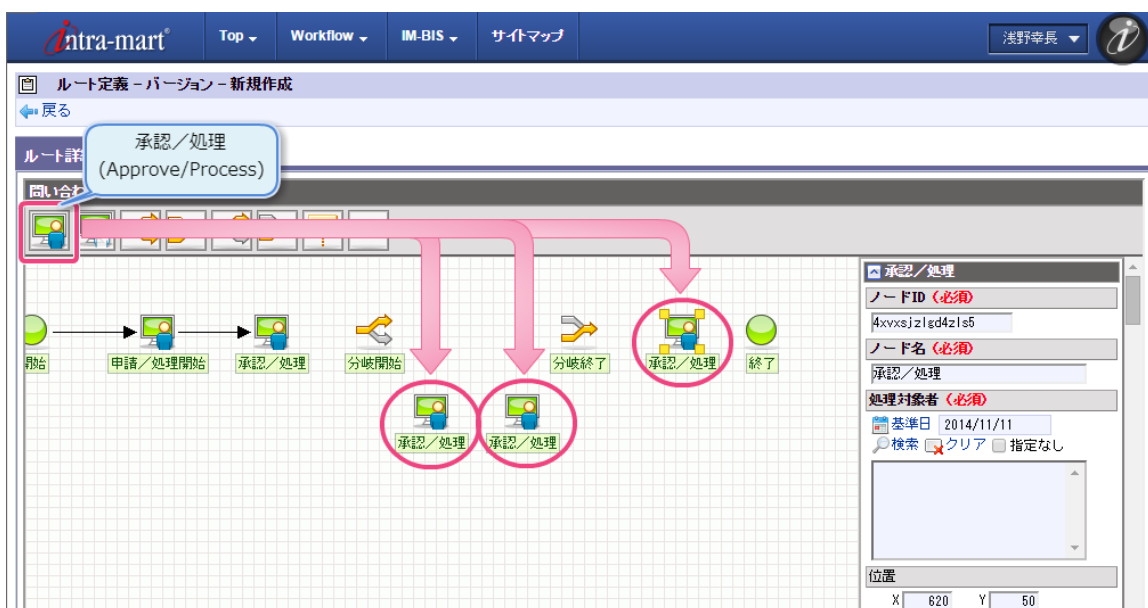 intra-mart®
Top
Workflow
IM-BIS
サイトマップ
浅野幸長
ルート定義 - バージョン - 新規作成
戻る
承認／処理
(Approve/Process)
ルート詳
問い合わ
開始
申請／処理開始
承認／処理
分岐開始
分岐終了
承認／処理
終了
承認／処理
承認／処理
承認／処理
ノードID（必須）
4xvxsjzlgd4zls5
ノード名（必須）
承認／処理
処理対象者（必須）
基準日 2014/11/11
検索 クリア 指定なし
位置
X 620 Y 50